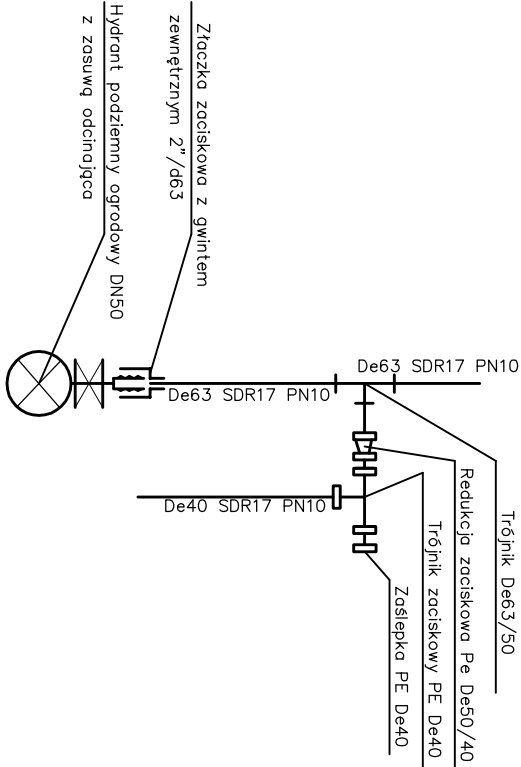 Hydrant podziemny ogrodowy DN50
z zasuwą odcinająca
Złaczka zaciskowa z gwintem
zewnętrznym 2"/d63
De63 SDR17 PN10
De63 SDR17 PN10
De40 SDR17 PN10
Trójnik De63/50
Redukcja zaciskowa Pe De50/40
Trójnik zaciskowy PE De40
Zaślepka PE De40